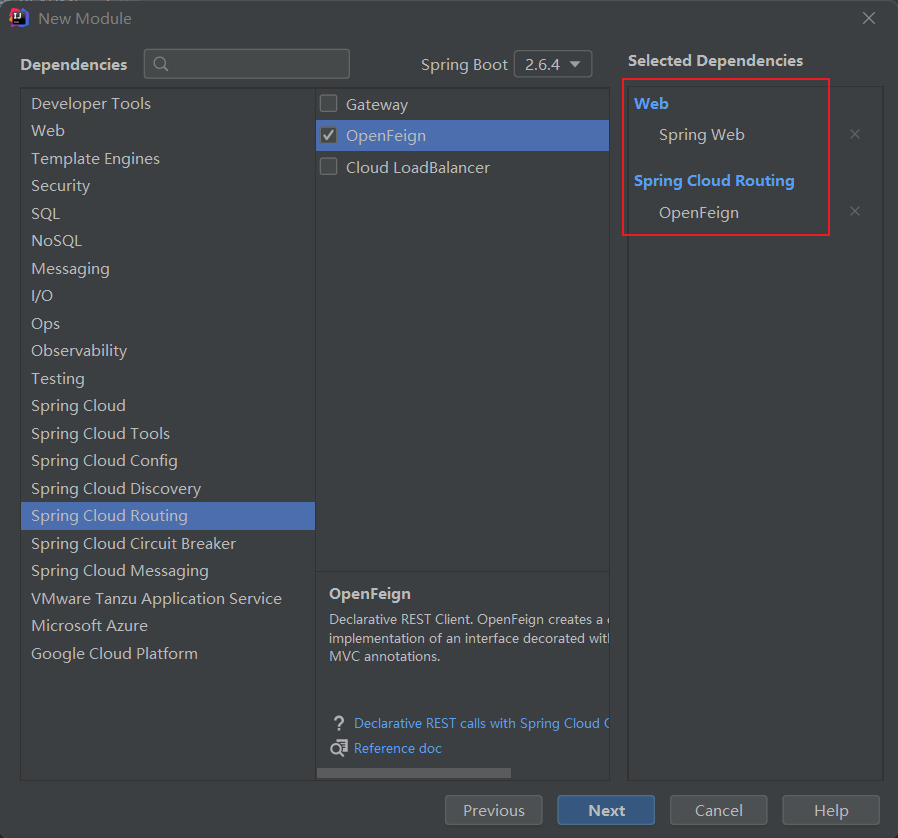 New Module
Dependencies
Spring Boot
2.6.4
Selected Dependencies
Developer Tools
Web
Template Engines
Security
SQL
NoSQL
Messaging
I/O
Ops
Observability
Testing
Spring Cloud
Spring Cloud Tools
Spring Cloud Config
Spring Cloud Discovery
Spring Cloud Routing
Spring Cloud Circuit Breaker
Spring Cloud Messaging
VMware Tanzu Application Service
Microsoft Azure
Google Cloud Platform
Gateway
OpenFeign
Cloud LoadBalancer
OpenFeign
Declarative REST Client. OpenFeign creates a
implementation of an interface decorated
MVC annotations.
? Declarative REST calls with Spring Cloud
Reference doc
Web
Spring Web
Spring Cloud Routing
OpenFeign
Previous
Next
Cancel
Help